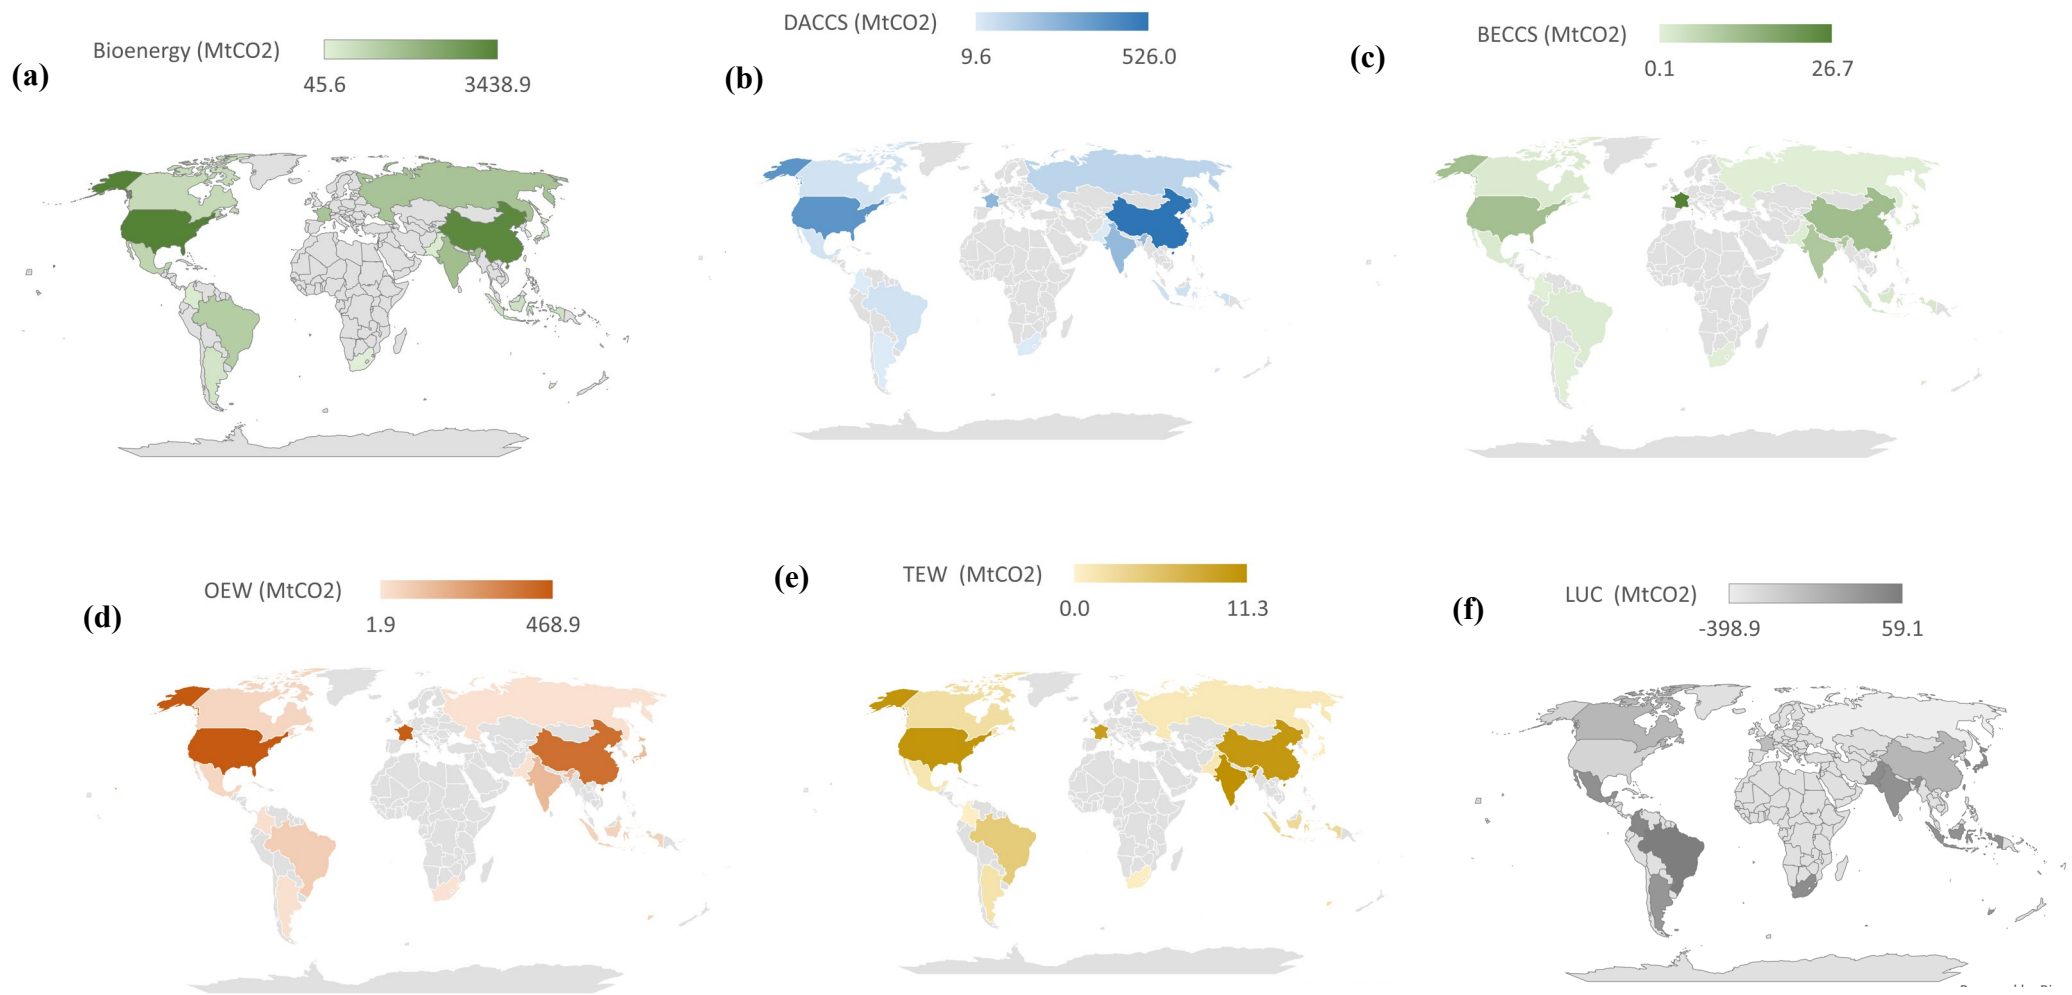 (a)
Bioenergy (MtCO2)
45.6
3438.9
(b)
DACCS (MtCO2)
9.6
526.0
(c)
BECCS (MtCO2)
0.1
26.7
(d)
OEW (MtCO2)
1.9
468.9
(e)
TEW (MtCO2)
0.0
11.3
(f)
LUC (MtCO2)
-398.9
59.1